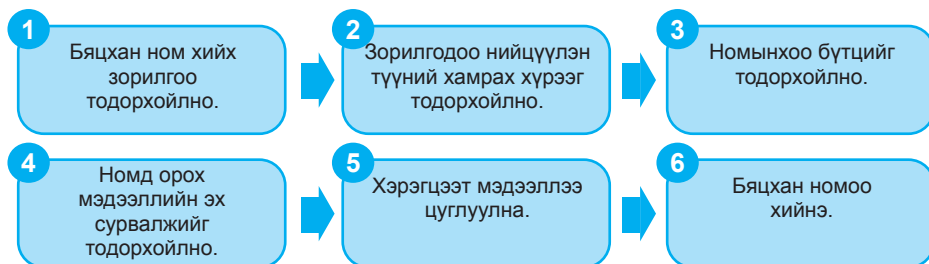 1
Бяцхан ном хийх
зорилгоо
тодорхойлно.
2
Зорилгодоо нийцүүлэн
түүний хамрах хүрээг
тодорхойлно.
3
Номынхоо бүтцийг
тодорхойлно.
4
Номд орох
мэдээллийн эх
сурвалжийг
тодорхойлно.
5
Хэрэгцээт мэдээллээ
цуглуулна.
6
Бяцхан номоо
хийнэ.